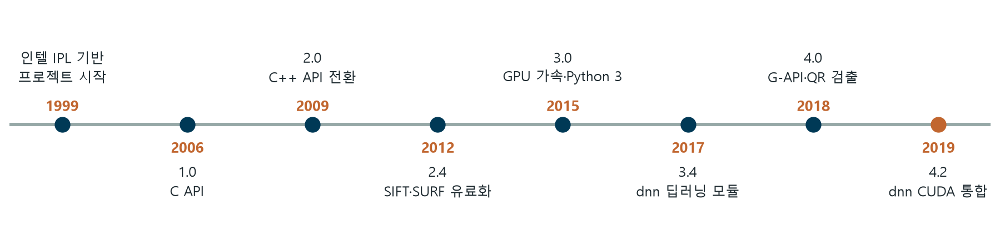 인텔 IPL 기반
프로젝트 시작
1999
2006
1.0
C API
2.0
C++ API 전환
2009
2012
2.4
SIFT·SURF 유료화
3.0
GPU 가속·Python 3
2015
2017
3.4
dnn 딥러닝 모듈
4.0
G-API·QR 검출
2018
2019
4.2
dnn CUDA 통합